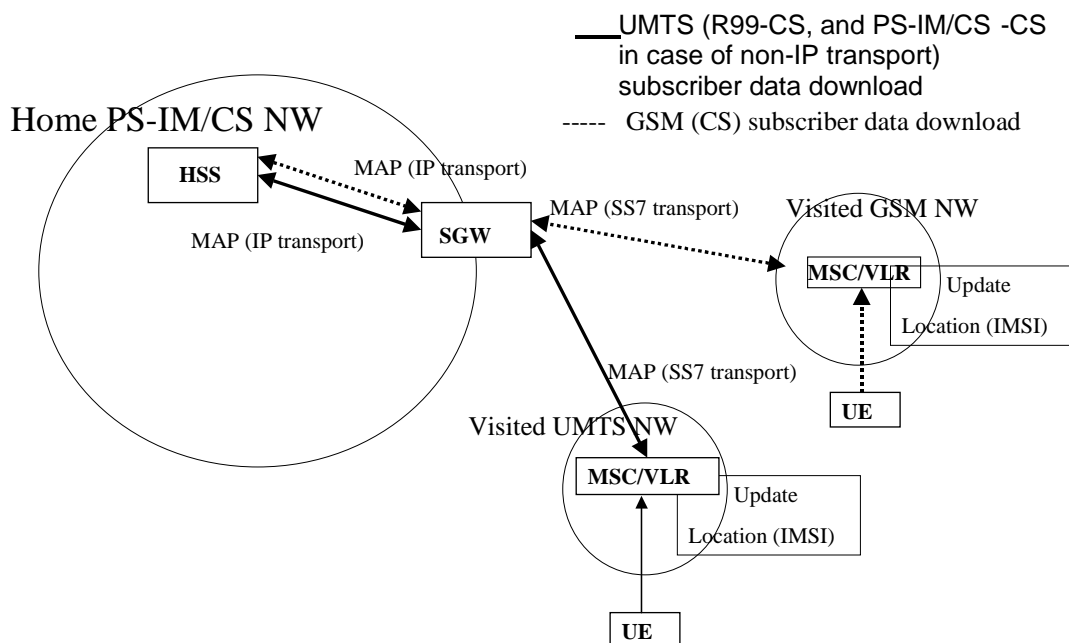 UMTS (R99-CS, and PS-IM/CS -CS
in case of non-IP transport)
subscriber data download
GSM (CS) subscriber data download
Home PS-IM/CS NW
HSS
MAP (IP transport)
MAP (IP transport)
SGW
MAP (SS7 transport)
Visited GSM NW
MSC/VLR
Update
Location (IMSI)
UE
MAP (SS7 transport)
Visited UMTS NW
MSC/VLR
Update
Location (IMSI)
UE